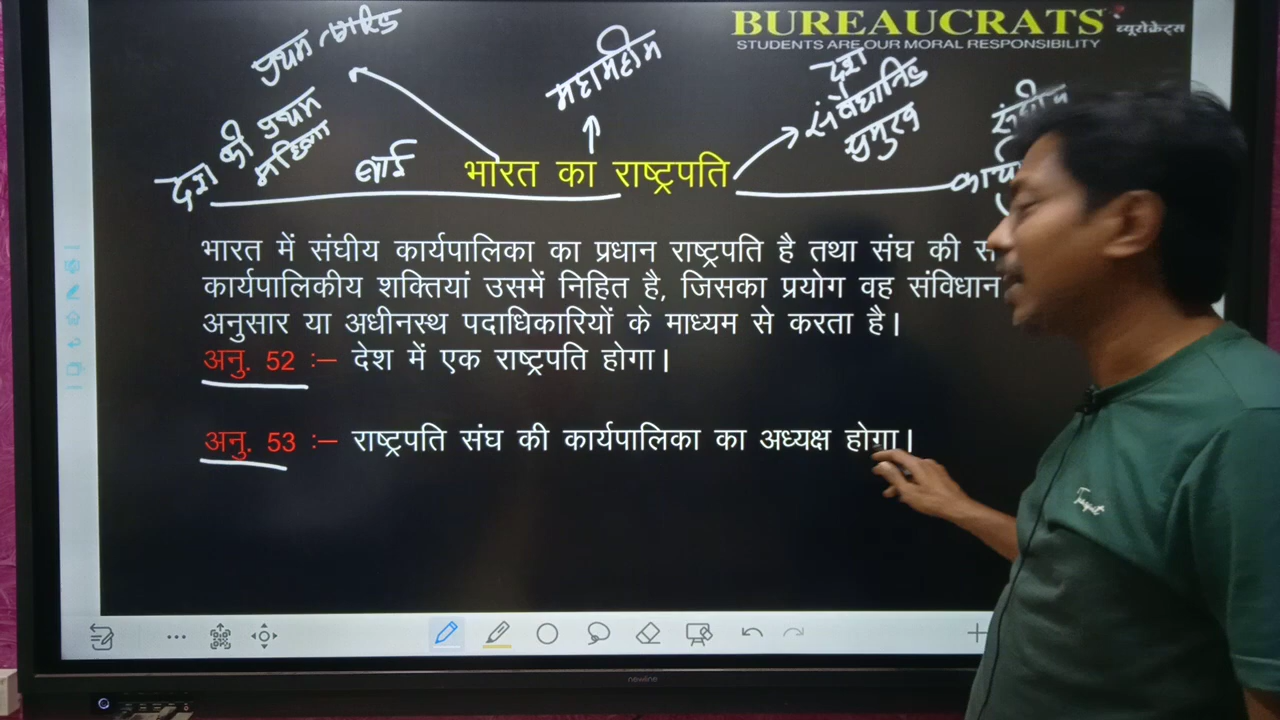 BUREAUCRATS
ब्यूरोक्रेट्स
STUDENTS ARE OUR MORAL RESPONSIBILITY
प्रथम नागरिक
महामहीम
देश
संवैधानिक
प्रमुख
देश की प्रथम
महिला
भारत का राष्ट्रपति
भारत में संघीय कार्यपालिका का प्रधान राष्ट्रपति है तथा संघ की
कार्यपालिकीय शक्तियां उसमें निहित है, जिसका प्रयोग वह संविधान
अनुसार या अधीनस्थ पदाधिकारियों के माध्यम से करता है।
अनु. 52 :– देश में एक राष्ट्रपति होगा।
अनु. 53 :– राष्ट्रपति संघ की कार्यपालिका का अध्यक्ष होगा।
newline